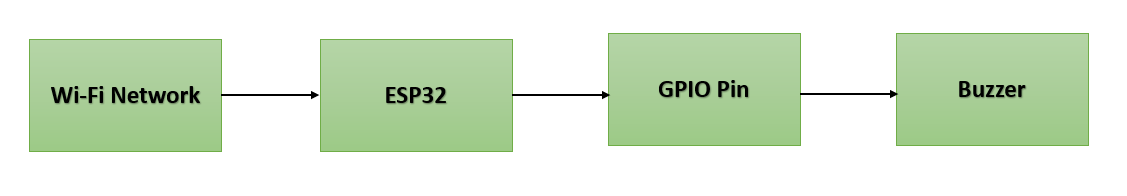 Wi-Fi Network
ESP32
GPIO Pin
Buzzer